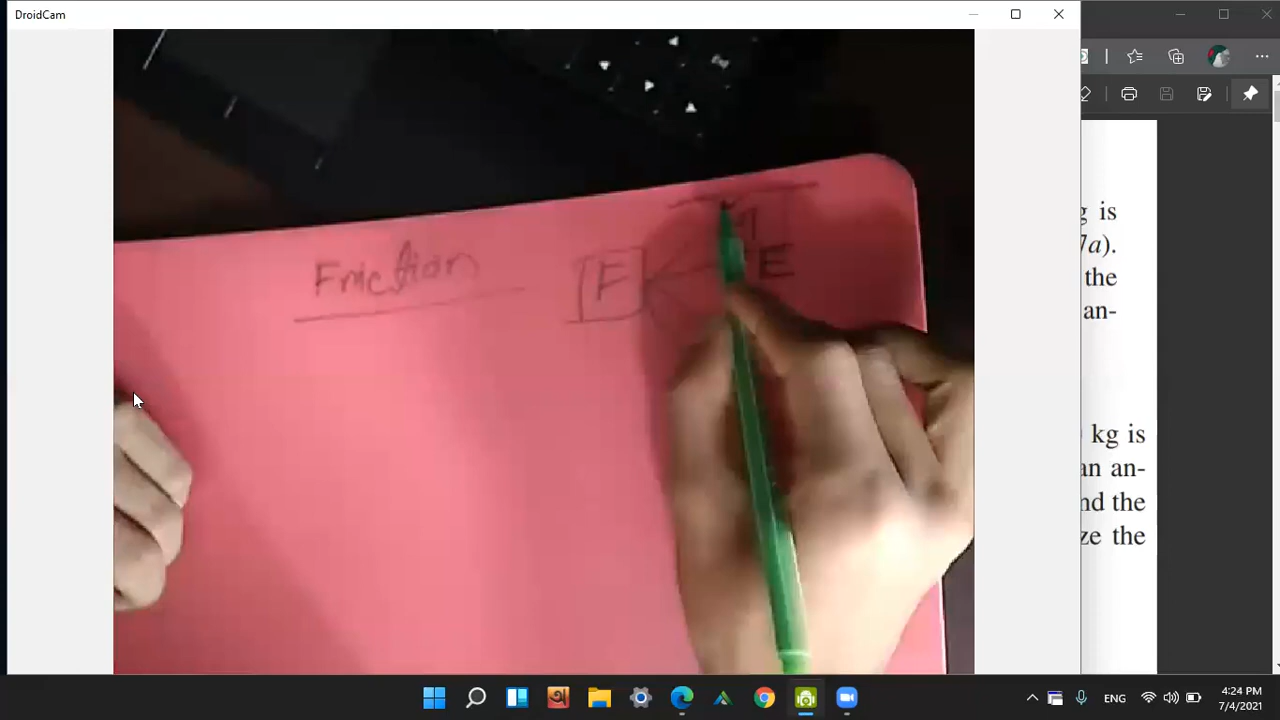 DroidCam
Friction
F
E
g is
7a).
the
an-
kg is
an an-
nd the
ze the
অ
ENG
4:24 PM
7/4/2021